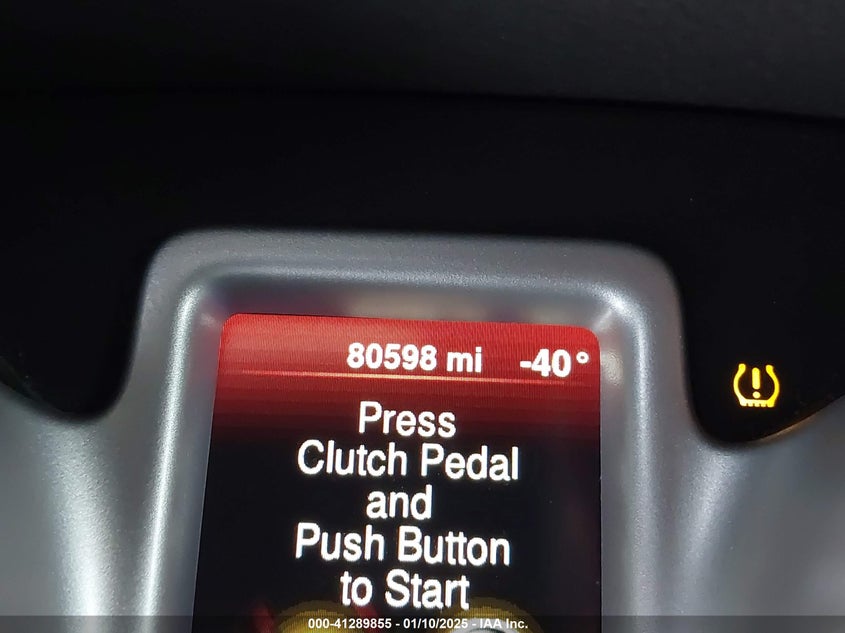 80598 mi -40°
Press
Clutch Pedal
and
Push Button
to Start
000-41289855 - 01/10/2025 - IAA Inc.